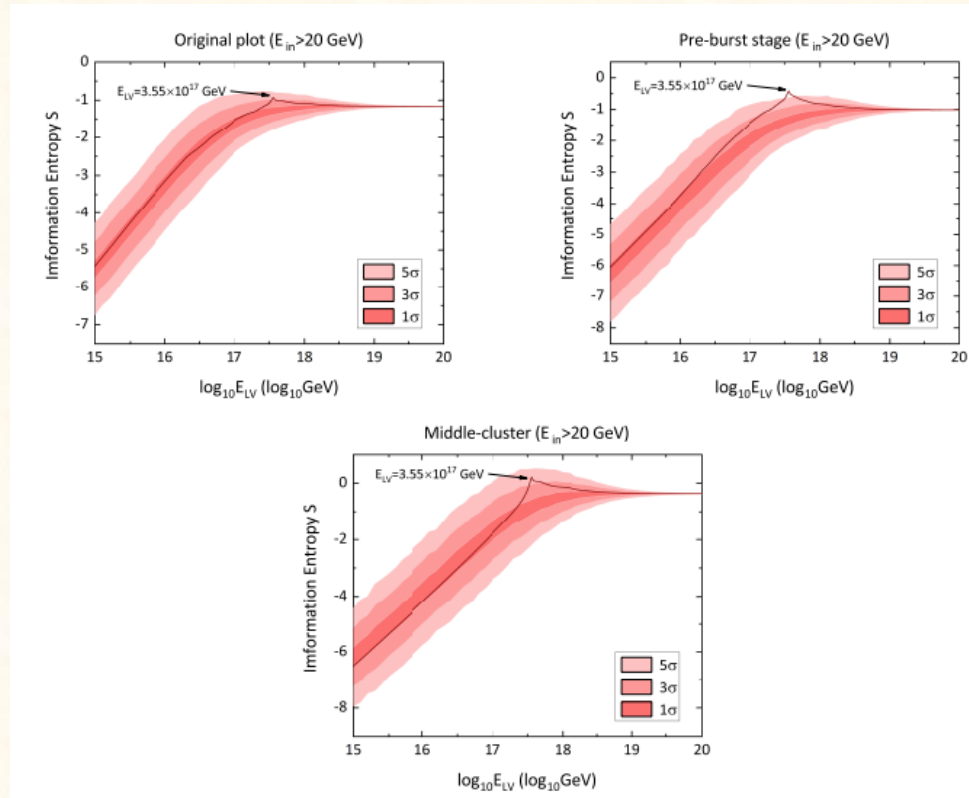 Original plot (E in>20 GeV)
0
-1
-2
-3
-4
-5
-6
-7
E_LV=3.55×10^17 GeV
Imformation Entropy S
5σ
3σ
1σ
15 16 17 18 19 20
log₁₀E_LV (log₁₀GeV)
Pre-burst stage (E in>20 GeV)
0
-1
-2
-3
-4
-5
-6
-7
-8
E_LV=3.55×10^17 GeV
Imformation Entropy S
5σ
3σ
1σ
15 16 17 18 19 20
log₁₀E_LV (log₁₀GeV)
Middle-cluster (E in>20 GeV)
0
-2
-4
-6
-8
E_LV=3.55×10^17 GeV
Imformation Entropy S
5σ
3σ
1σ
15 16 17 18 19 20
log₁₀E_LV (log₁₀GeV)